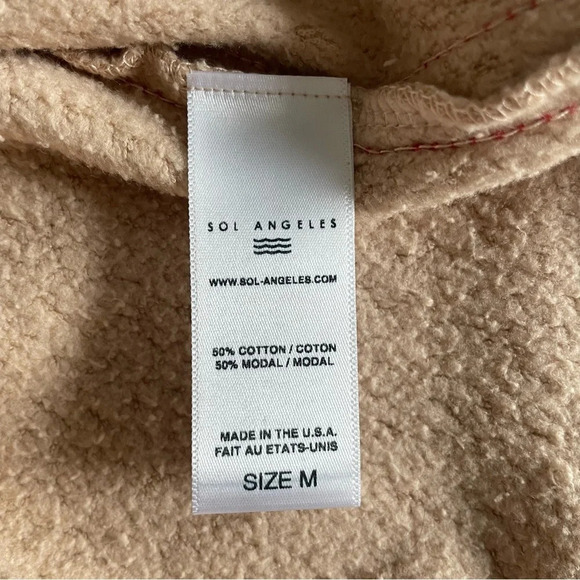 SOL ANGELES
WWW.SOL-ANGELES.COM
50% COTTON / COTON
50% MODAL / MODAL
MADE IN THE U.S.A.
FAIT AU ETATS-UNIS
SIZE M